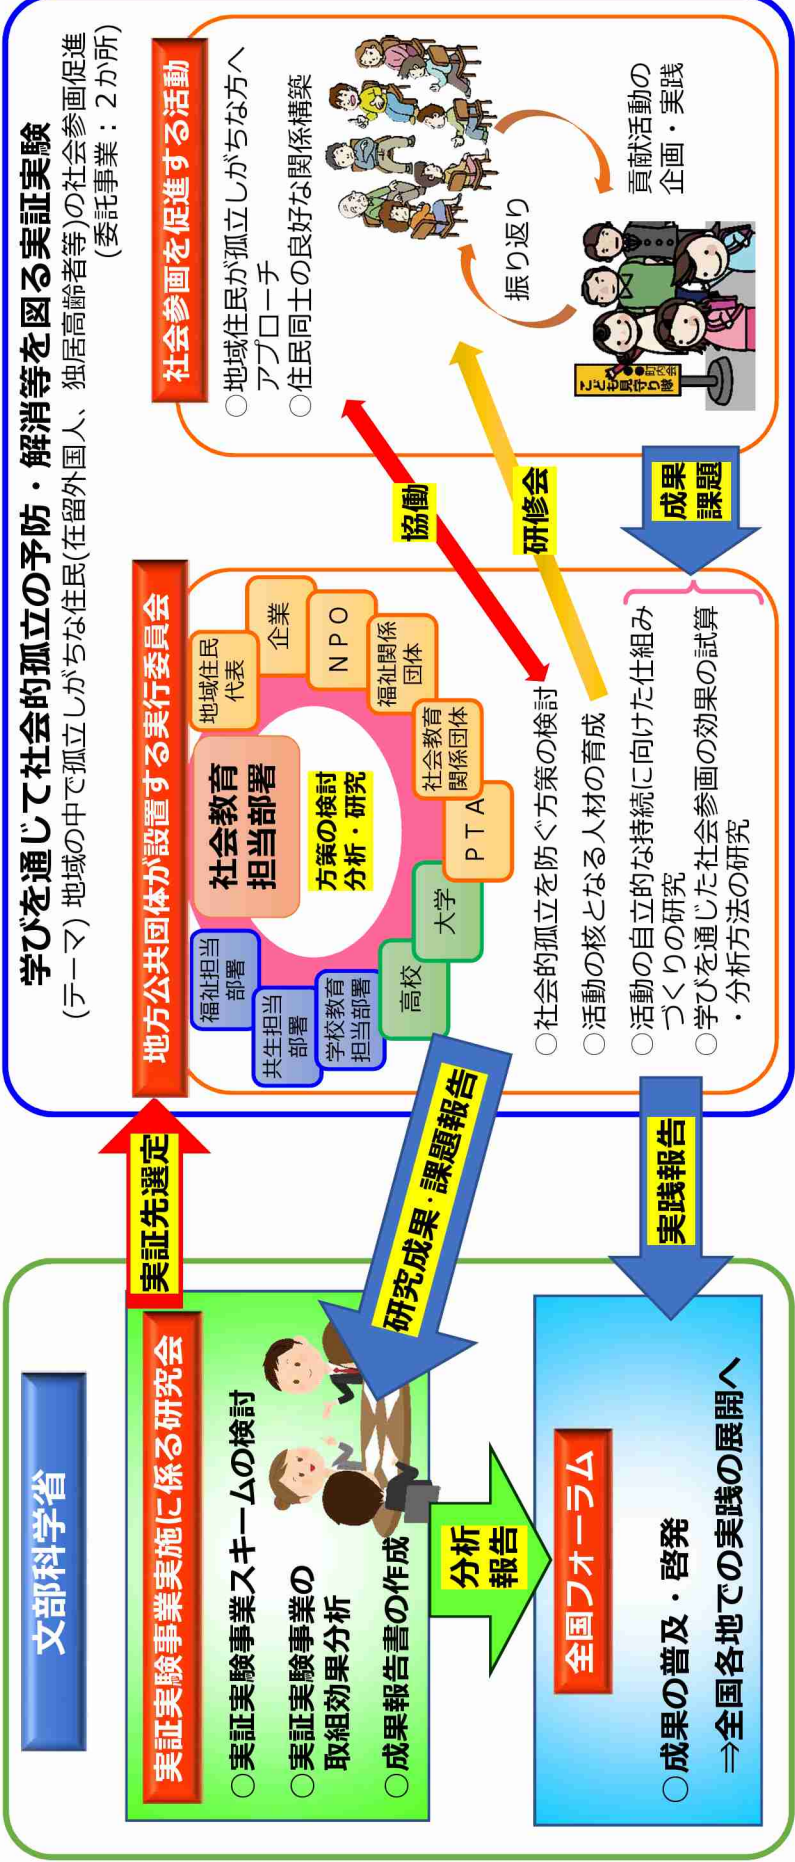 文部科学省
実証実験事業実施に係る研究会
○実証実験事業スキームの検討
○実証実験事業の
取組効果分析
○成果報告書の作成
分析
報告
全国フォーラム
○成果の普及・啓発
⇒全国各地での実践の展開へ
実証先選定
研究成果・課題報告
実践報告
学びを通じて社会的孤立の予防・解消等を図る実証実験
(テーマ) 地域の中で孤立しがちな住民(在留外国人、独居高齢者等)の社会参画促進
(委託事業：２か所)
地方公共団体が設置する実行委員会
福祉担当
部署
共生担当
部署
学校教育
担当部署
高校
大学
社会教育
担当部署
方策の検討
分析・研究
地域住民
代表
企業
ＮＰＯ
福祉関係
団体
社会教育
関係団体
ＰＴＡ
○社会的孤立を防ぐ方策の検討
○活動の核となる人材の育成
○活動の自立的な持続に向けた仕組み
づくりの研究
○学びを通じた社会参画の効果の試算
・分析方法の研究
協働
研修会
成果
課題
社会参画を促進する活動
○地域住民が孤立しがちな方へ
アプローチ
○住民同士の良好な関係構築
振り返り
貢献活動の
企画・実践
こども見守り隊
●●町内会